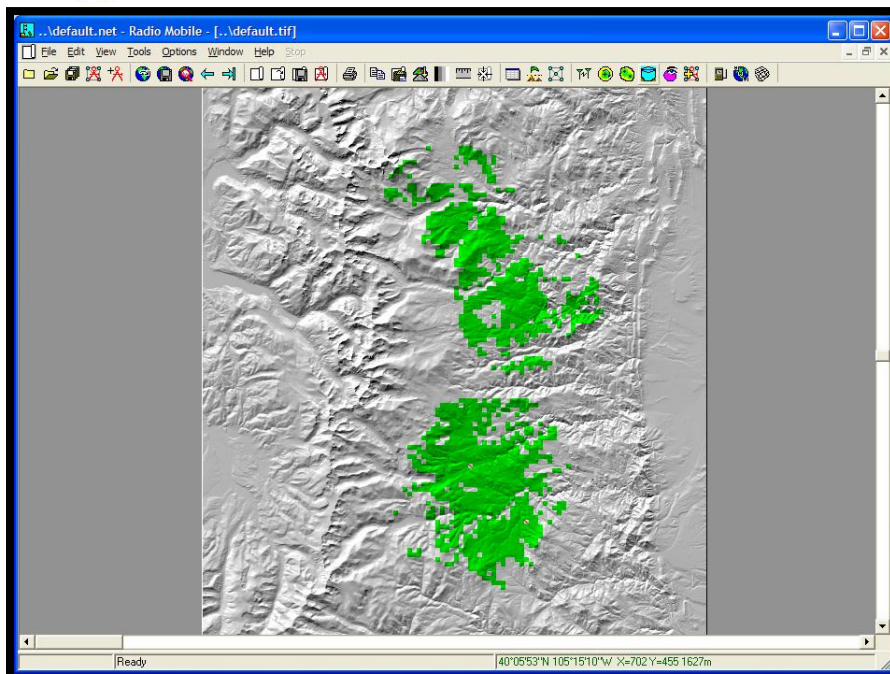 ..\default.net - Radio Mobile - [..\default.tif]
File Edit View Tools Options Window Help Stop
Ready
40°05'53"N 105°15'10"W X=702 Y=455 1627m